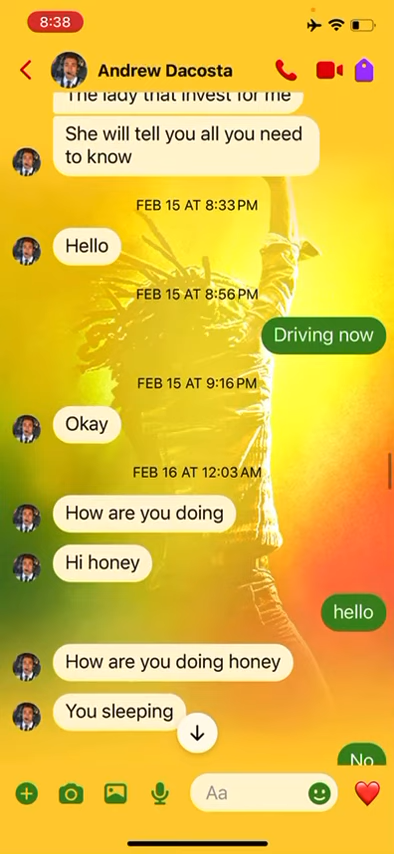 8:38
Andrew Dacosta
The lady that invest for me
She will tell you all you need
to know
FEB 15 AT 8:33 PM
Hello
FEB 15 AT 8:56 PM
Driving now
FEB 15 AT 9:16 PM
Okay
FEB 16 AT 12:03 AM
How are you doing
Hi honey
hello
How are you doing honey
You sleeping
No
Aa